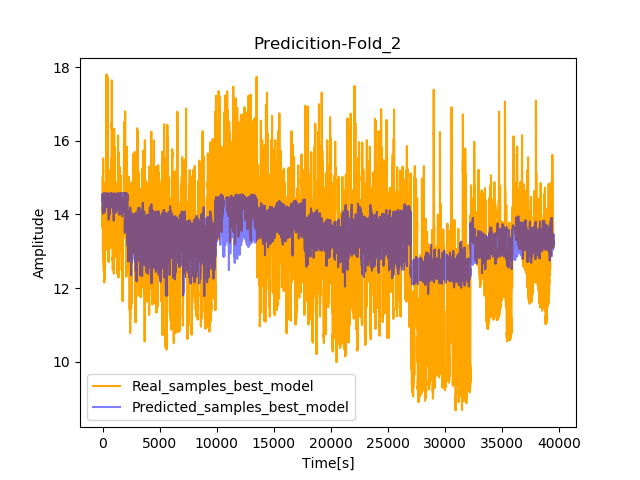 Predicition-Fold_2
Amplitude
18
16
14
12
10
Real_samples_best_model
Predicted_samples_best_model
0 5000 10000 15000 20000 25000 30000 35000 40000
Time[s]